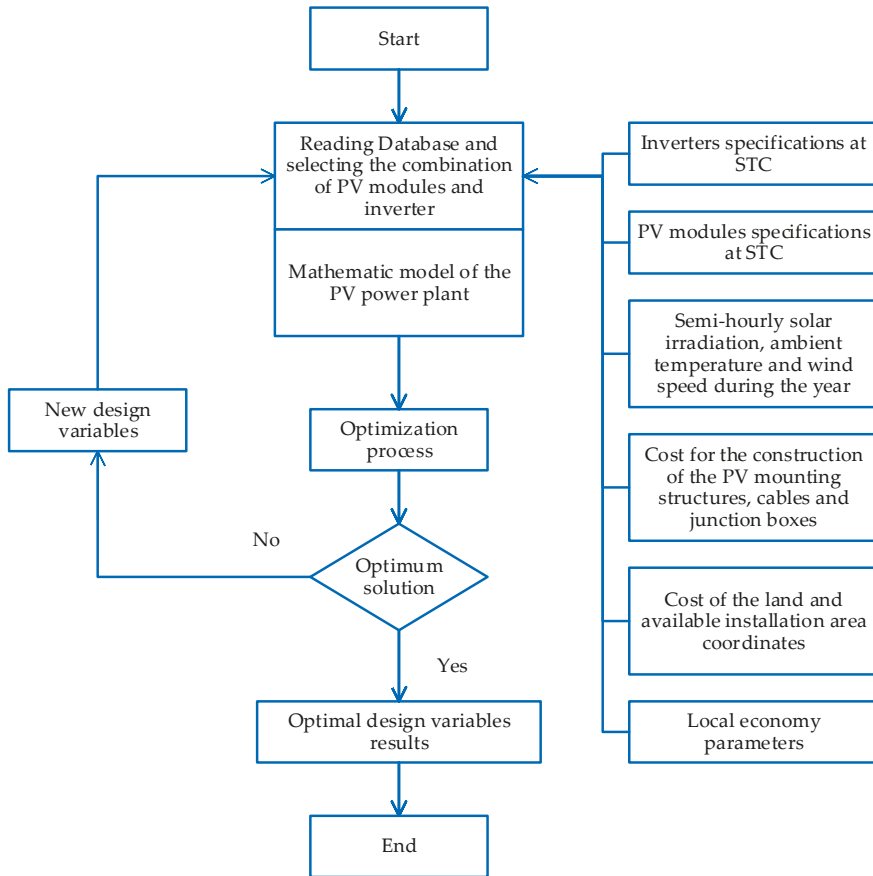 Start
Reading Database and
selecting the combination
of PV modules and
inverter
Mathematic model of the
PV power plant
Optimization
process
Optimum
solution
No
New design
variables
Yes
Optimal design variables
results
End
Inverters specifications at
STC
PV modules specifications
at STC
Semi-hourly solar
irradiation, ambient
temperature and wind
speed during the year
Cost for the construction
of the PV mounting
structures, cables and
junction boxes
Cost of the land and
available installation area
coordinates
Local economy
parameters